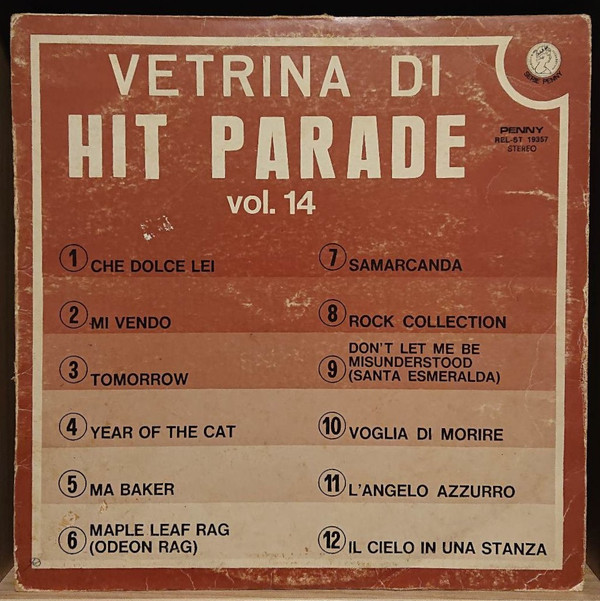 VETRINA DI
HIT PARADE
vol. 14
SERIE PENNY
PENNY
REL-ST 19357
STEREO
1 CHE DOLCE LEI
2 MI VENDO
3 TOMORROW
4 YEAR OF THE CAT
5 MA BAKER
6 MAPLE LEAF RAG
(ODEON RAG)
7 SAMARCANDA
8 ROCK COLLECTION
9 DON'T LET ME BE
MISUNDERSTOOD
(SANTA ESMERALDA)
10 VOGLIA DI MORIRE
11 L'ANGELO AZZURRO
12 IL CIELO IN UNA STANZA